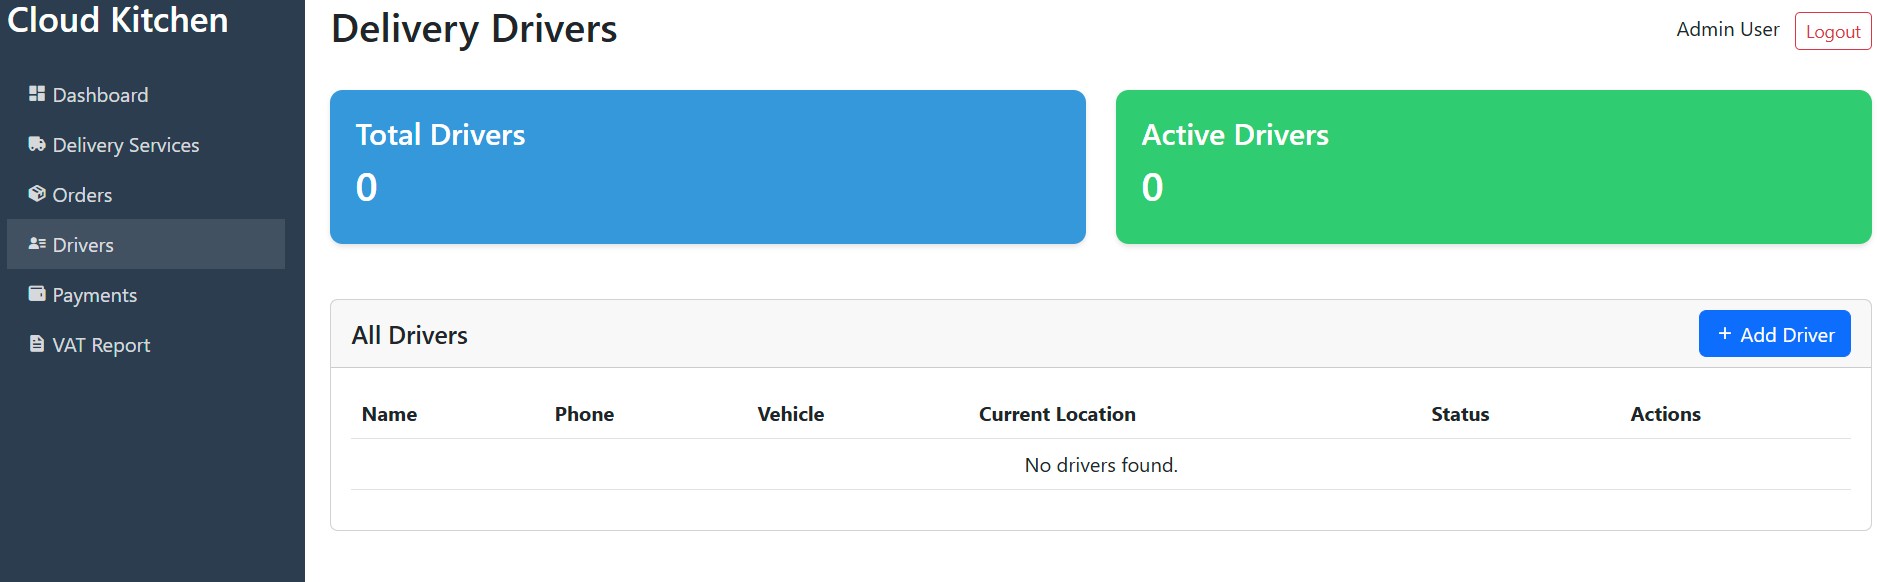 Cloud Kitchen
Dashboard
Delivery Services
Orders
Drivers
Payments
VAT Report
Delivery Drivers
Admin User
Logout
Total Drivers
0
Active Drivers
0
All Drivers
+ Add Driver
Name Phone Vehicle Current Location Status Actions
No drivers found.